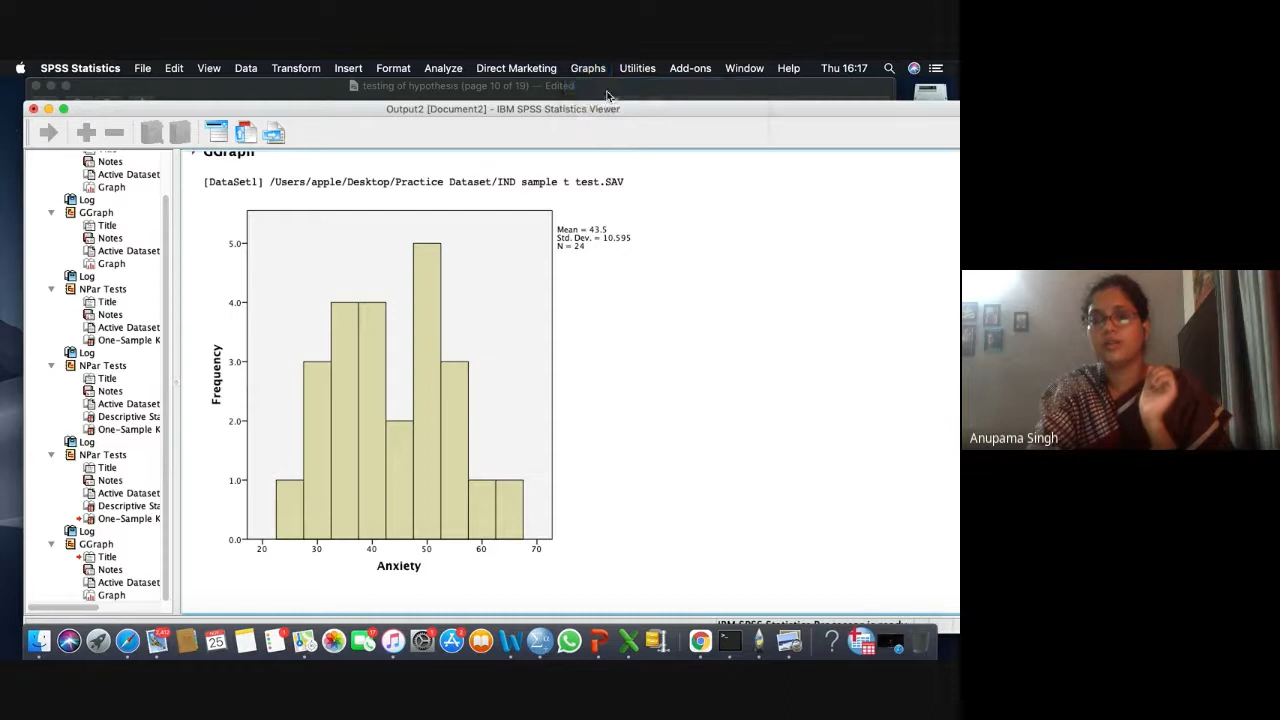 SPSS Statistics File Edit View Data Transform Insert Format Analyze Direct Marketing Graphs Utilities Add-ons Window Help Thu 16:17
testing of hypothesis (page 10 of 19) — Edited
Output2 [Document2] - IBM SPSS Statistics Viewer
Notes
Active Dataset
Graph
Log
GGraph
Title
Notes
Active Dataset
Graph
Log
NPar Tests
Title
Notes
Active Dataset
One-Sample K
Log
NPar Tests
Title
Notes
Active Dataset
Descriptive Sta
One-Sample K
Log
NPar Tests
Title
Notes
Active Dataset
Descriptive Sta
One-Sample K
Log
GGraph
Title
Notes
Active Dataset
Graph
GGraph
[DataSet1] /Users/apple/Desktop/Practice Dataset/IND sample t test.SAV
Mean = 43.5
Std. Dev. = 10.595
N = 24
5.0
4.0
3.0
2.0
1.0
0.0
Frequency
20 30 40 50 60 70
Anxiety
Anupama Singh
NOV
25